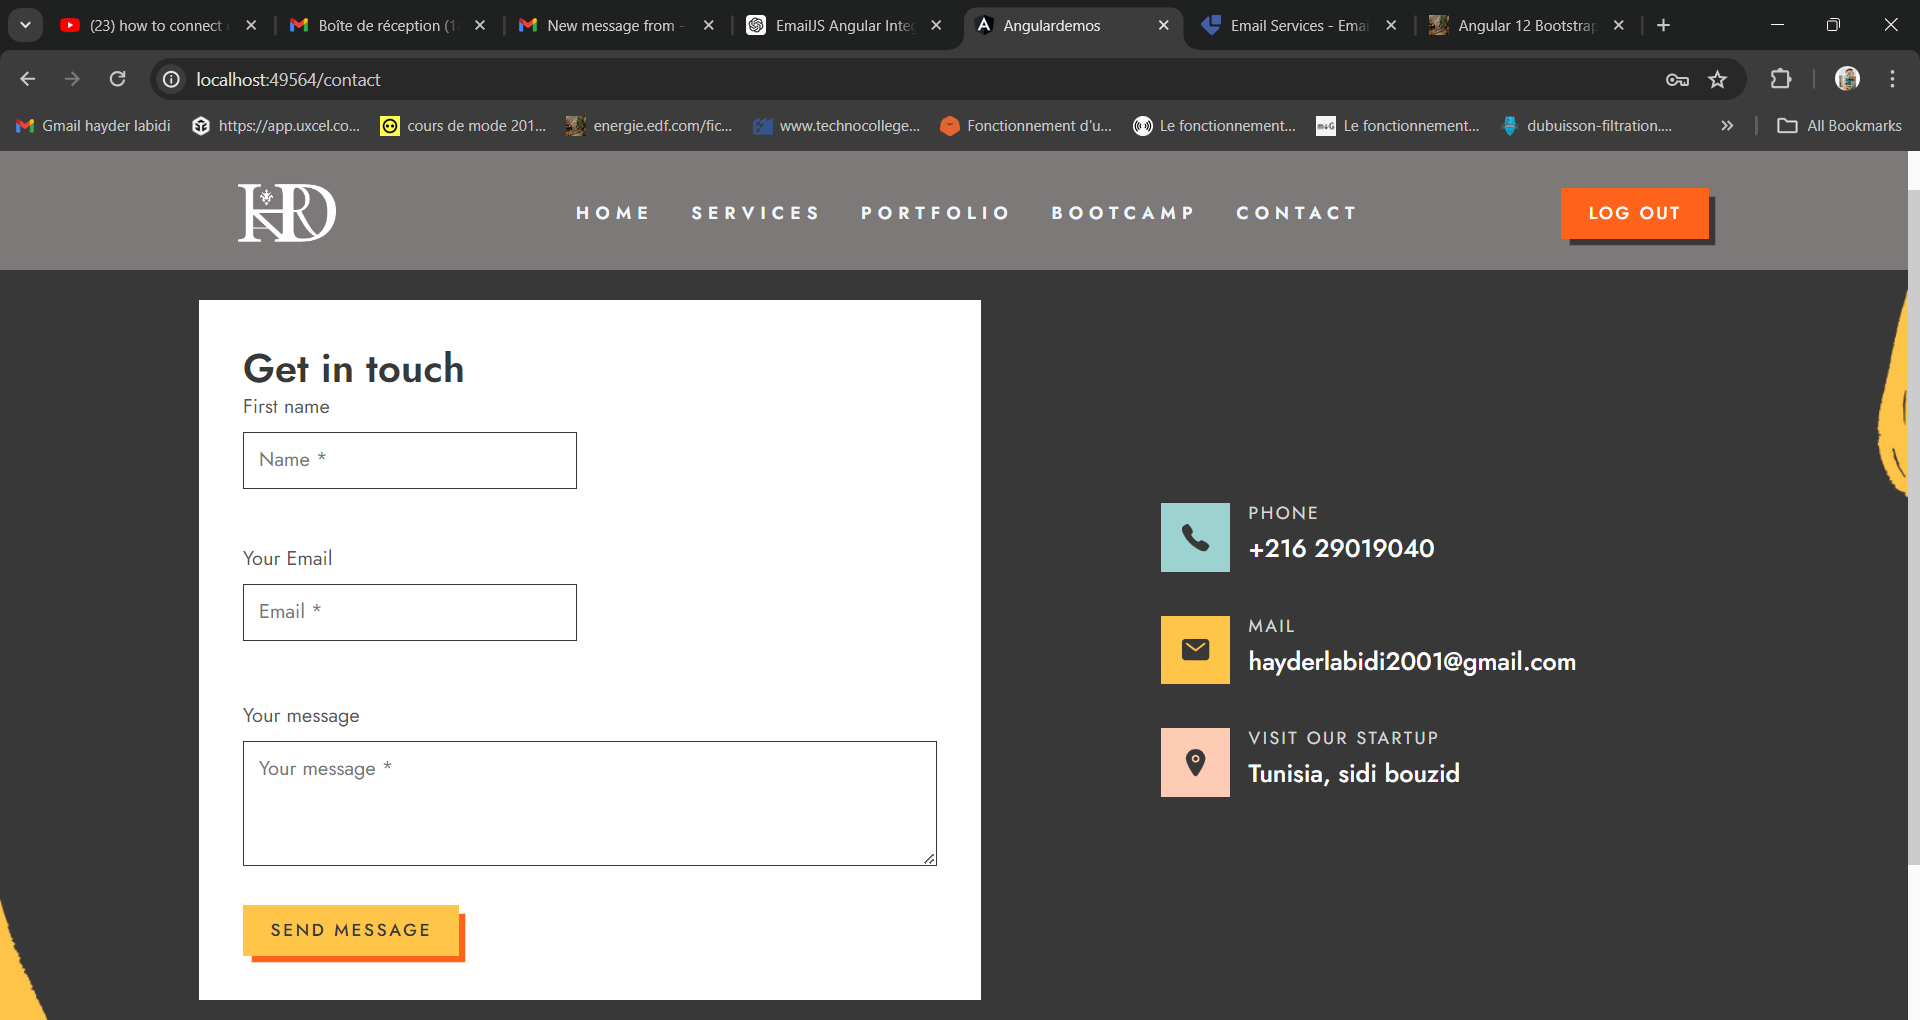 (23) how to connect
Boîte de réception (1
New message from -
EmailJS Angular Integ
Angulardemos
Email Services - Emai
Angular 12 Bootstrap
localhost:49564/contact
Gmail hayder labidi
https://app.uxcel.co...
cours de mode 201...
energie.edf.com/fic...
www.technocollege...
Fonctionnement d'u...
Le fonctionnement...
Le fonctionnement...
dubuisson-filtration....
All Bookmarks
HRD
HOME
SERVICES
PORTFOLIO
BOOTCAMP
CONTACT
LOG OUT
Get in touch
First name
Name *
Your Email
Email *
Your message
Your message *
SEND MESSAGE
PHONE
+216 29019040
MAIL
hayderlabidi2001@gmail.com
VISIT OUR STARTUP
Tunisia, sidi bouzid